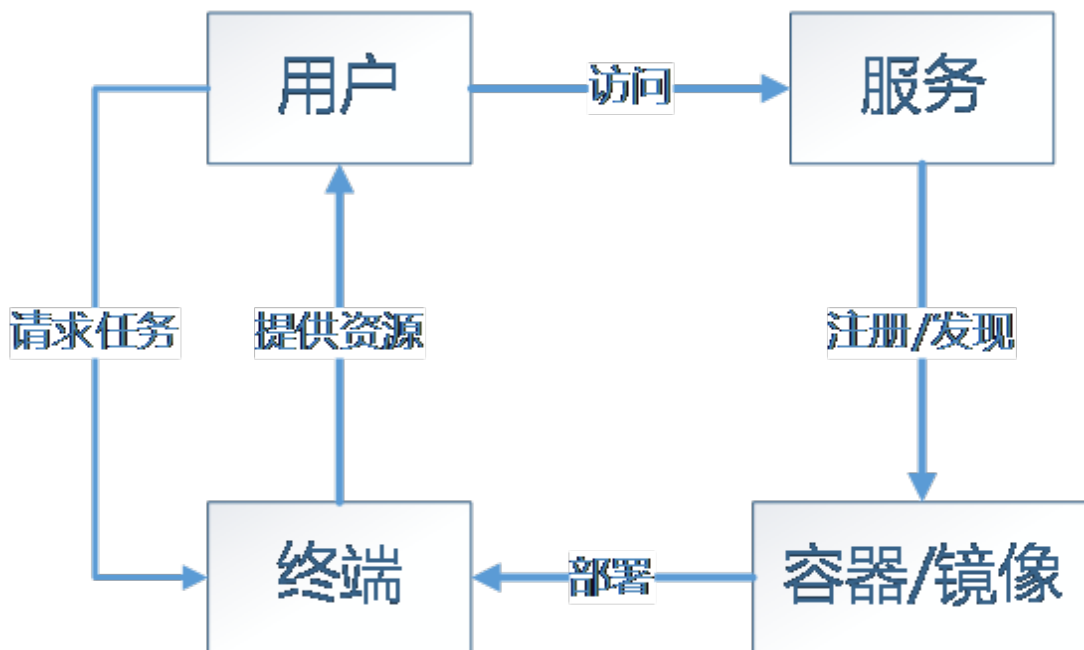 用户
访问
服务
请求任务
提供资源
注册/发现
终端
部署
容器/镜像